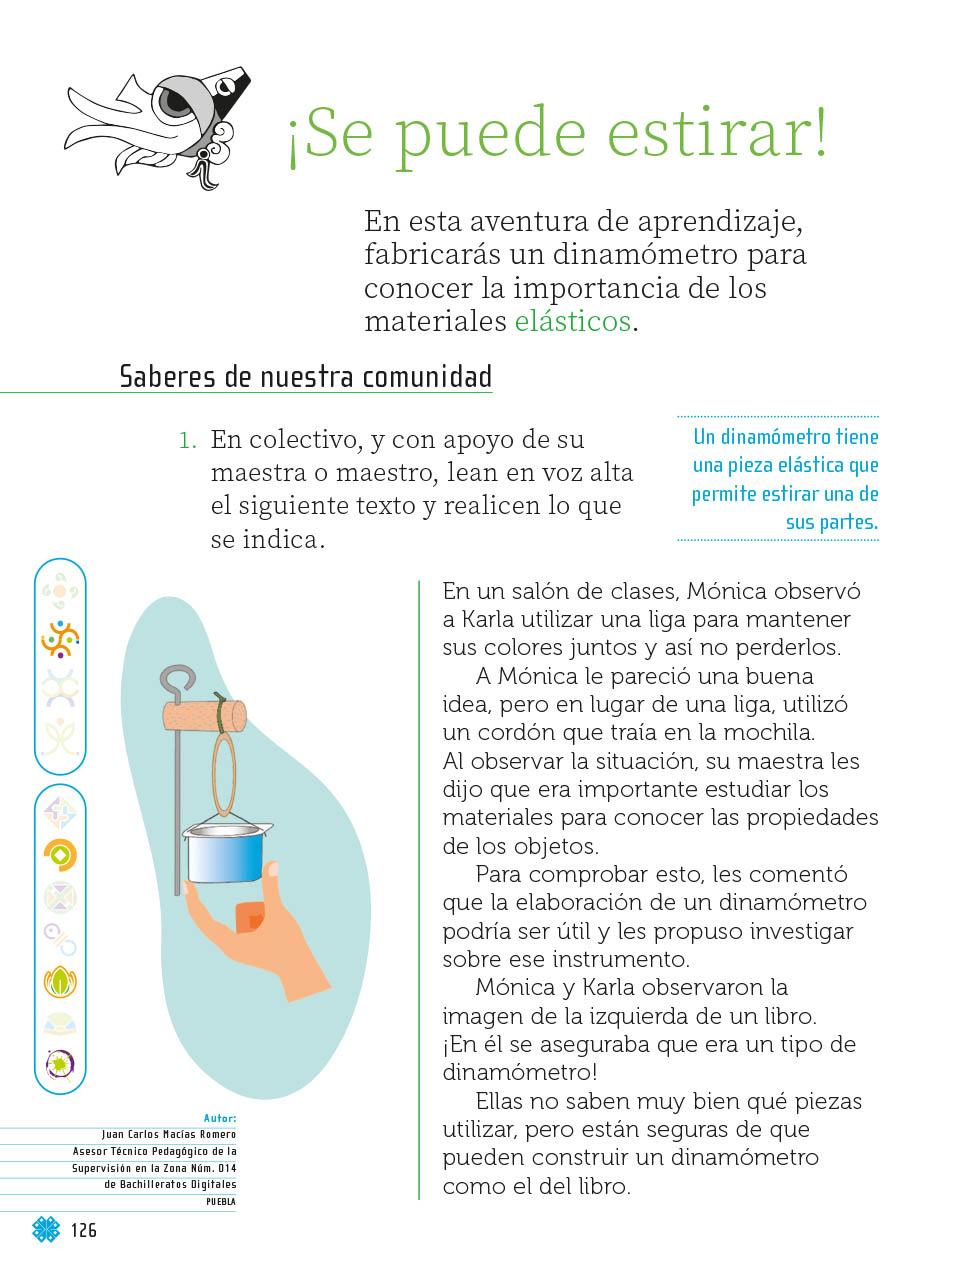 ¡Se puede estirar!
En esta aventura de aprendizaje,
fabricarás un dinamómetro para
conocer la importancia de los
materiales elásticos.
Saberes de nuestra comunidad
1. En colectivo, y con apoyo de su
maestra o maestro, lean en voz alta
el siguiente texto y realicen lo que
se indica.
Un dinamómetro tiene
una pieza elástica que
permite estirar una de
sus partes.
En un salón de clases, Mónica observó
a Karla utilizar una liga para mantener
sus colores juntos y así no perderlos.
A Mónica le pareció una buena
idea, pero en lugar de una liga, utilizó
un cordón que traía en la mochila.
Al observar la situación, su maestra les
dijo que era importante estudiar los
materiales para conocer las propiedades
de los objetos.
Para comprobar esto, les comentó
que la elaboración de un dinamómetro
podría ser útil y les propuso investigar
sobre ese instrumento.
Mónica y Karla observaron la
imagen de la izquierda de un libro.
¡En él se aseguraba que era un tipo de
dinamómetro!
Ellas no saben muy bien qué piezas
utilizar, pero están seguras de que
pueden construir un dinamómetro
como el del libro.
Autor:
Juan Carlos Macías Romero
Asesor Técnico Pedagógico de la
Supervisión en la Zona Núm. 014
de Bachilleratos Digitales
PUEBLA
126